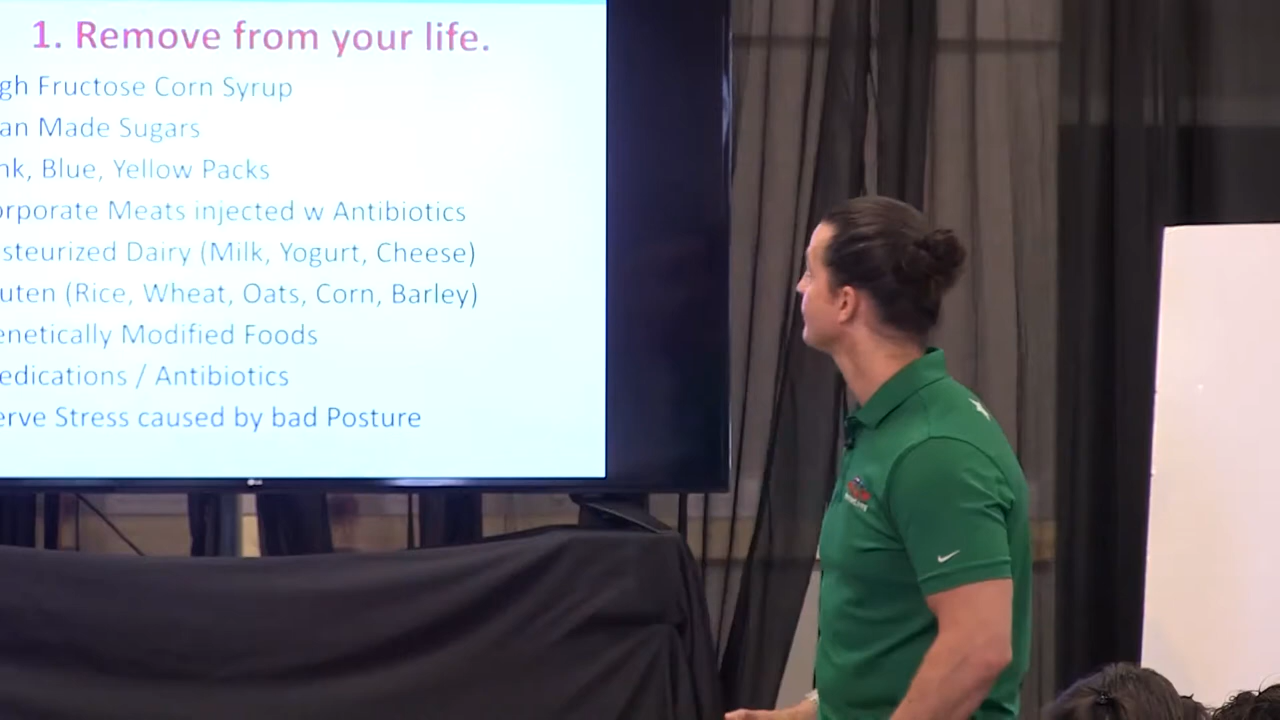 1. Remove from your life.
gh Fructose Corn Syrup
an Made Sugars
nk, Blue, Yellow Packs
orporate Meats injected w Antibiotics
steurized Dairy (Milk, Yogurt, Cheese)
uten (Rice, Wheat, Oats, Corn, Barley)
enetically Modified Foods
edications / Antibiotics
erve Stress caused by bad Posture